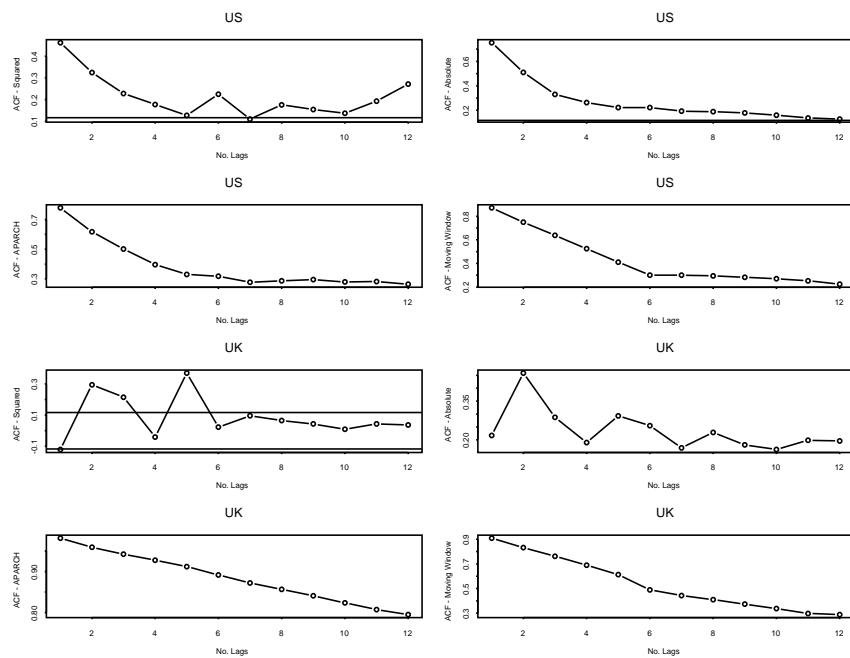 US
ACF - Squared
0.1 0.2 0.3 0.4
2 4 6 8 10 12
No. Lags
US
ACF - Absolute
0.2 0.4 0.6
2 4 6 8 10 12
No. Lags
US
ACF - APARCH
0.3 0.5 0.7
2 4 6 8 10 12
No. Lags
US
ACF - Moving Window
0.2 0.4 0.6 0.8
2 4 6 8 10 12
No. Lags
UK
ACF - Squared
-0.1 0.1 0.3
2 4 6 8 10 12
No. Lags
UK
ACF - Absolute
0.20 0.35
2 4 6 8 10 12
No. Lags
UK
ACF - APARCH
0.80 0.90
2 4 6 8 10 12
No. Lags
UK
ACF - Moving Window
0.3 0.5 0.7 0.9
2 4 6 8 10 12
No. Lags